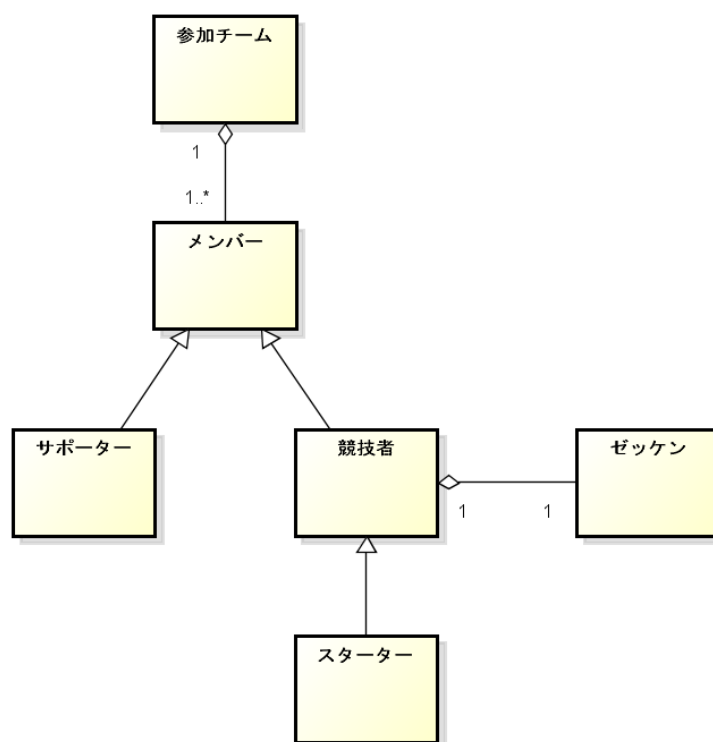 参加チーム
1
1..*
メンバー
サポーター
競技者
ゼッケン
1
1
スターター